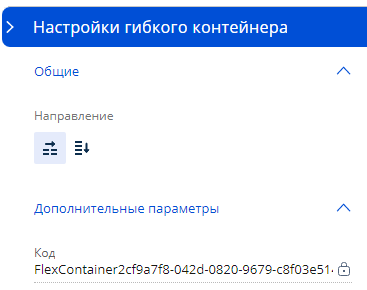 Настройки гибкого контейнера
Общие
Направление
Дополнительные параметры
Код
FlexContainer2cf9a7f8-042d-0820-9679-c8f03e51